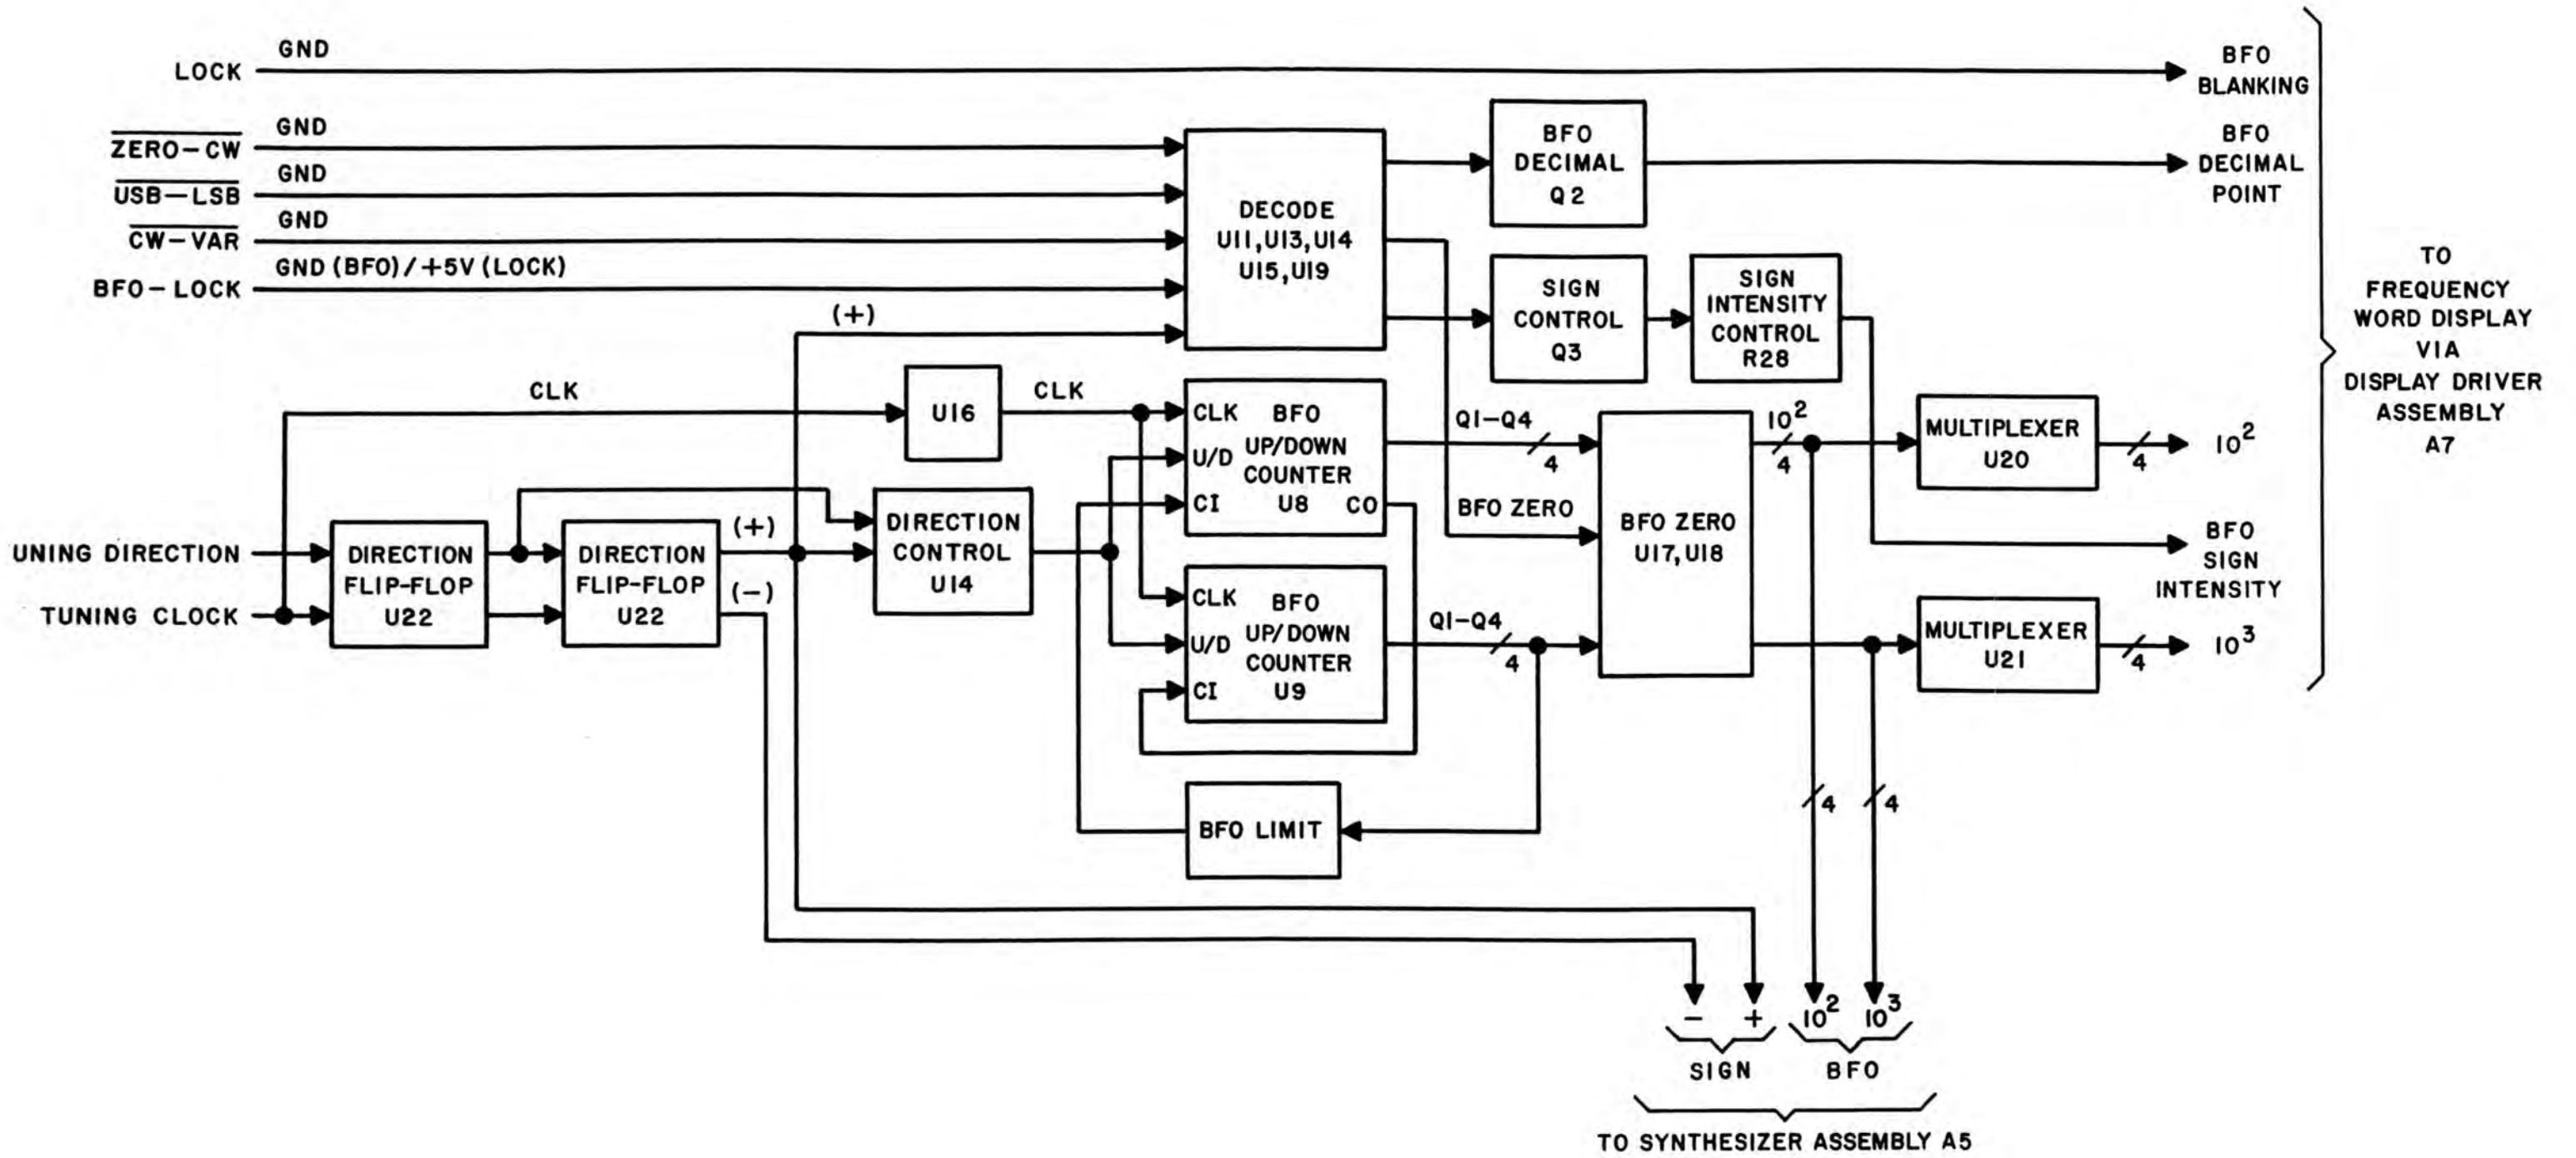 LOCK
GND
ZERO-CW
GND
USB-LSB
GND
CW-VAR
GND
BFO-LOCK
GND (BFO)/+5V (LOCK)
(+)
DECODE
U11,U13,U14
U15,U19
BFO
DECIMAL
Q2
SIGN
CONTROL
Q3
SIGN
INTENSITY
CONTROL
R28
BFO
BLANKING
BFO
DECIMAL
POINT
TO
FREQUENCY
WORD DISPLAY
VIA
DISPLAY DRIVER
ASSEMBLY
A7
CLK
U16
CLK
UNING DIRECTION
TUNING CLOCK
DIRECTION
FLIP-FLOP
U22
DIRECTION
FLIP-FLOP
U22
(+)
(-)
DIRECTION
CONTROL
U14
CLK
U/D
CI
BFO
UP/DOWN
COUNTER
U8
CO
CLK
U/D
CI
BFO
UP/DOWN
COUNTER
U9
BFO LIMIT
Q1-Q4
4
BFO ZERO
Q1-Q4
4
BFO ZERO
U17,U18
10²
4
MULTIPLEXER
U20
4
10²
BFO
SIGN
INTENSITY
MULTIPLEXER
U21
4
10³
4
4
- + 10² 10³
SIGN
BFO
TO SYNTHESIZER ASSEMBLY A5